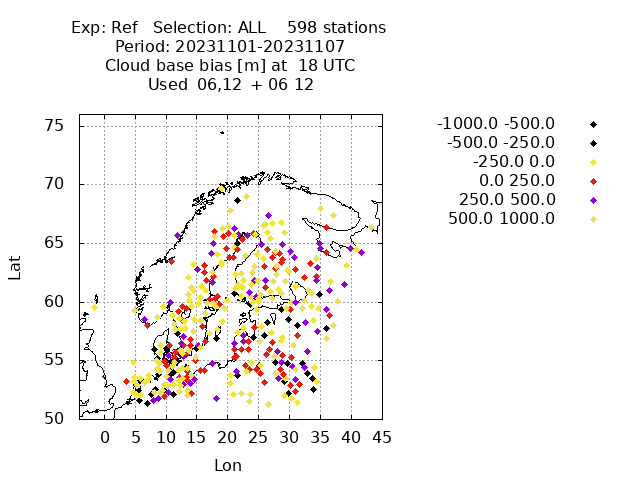 Exp: Ref   Selection: ALL    598 stations
Period: 20231101-20231107
Cloud base bias [m] at  18 UTC
Used  06,12  + 06 12
-1000.0 -500.0
-500.0 -250.0
-250.0 0.0
0.0 250.0
250.0 500.0
500.0 1000.0
75
70
65
60
55
50
Lat
0 5 10 15 20 25 30 35 40 45
Lon